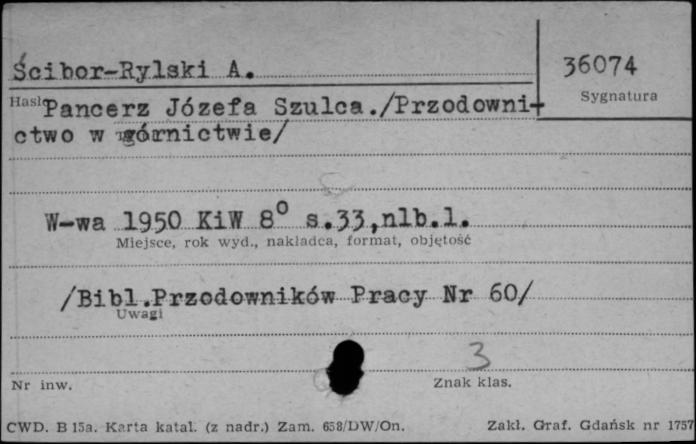 Ścibor-Rylski A.
36074
Sygnatura
Hasło
Pancerz Józefa Szulca./Przodowni-
ctwo w górnictwie/
W-wa 1950 KiW 8° s.33,nlb.1.
Miejsce, rok wyd., nakładca, format, objętość
/Bibl.Przodowników Pracy Nr 60/
Uwagi
3
Nr inw.
Znak klas.
CWD. B 15a. Karta katal. (z nadr.) Zam. 658/DW/On.
Zakł. Graf. Gdańsk nr 1757